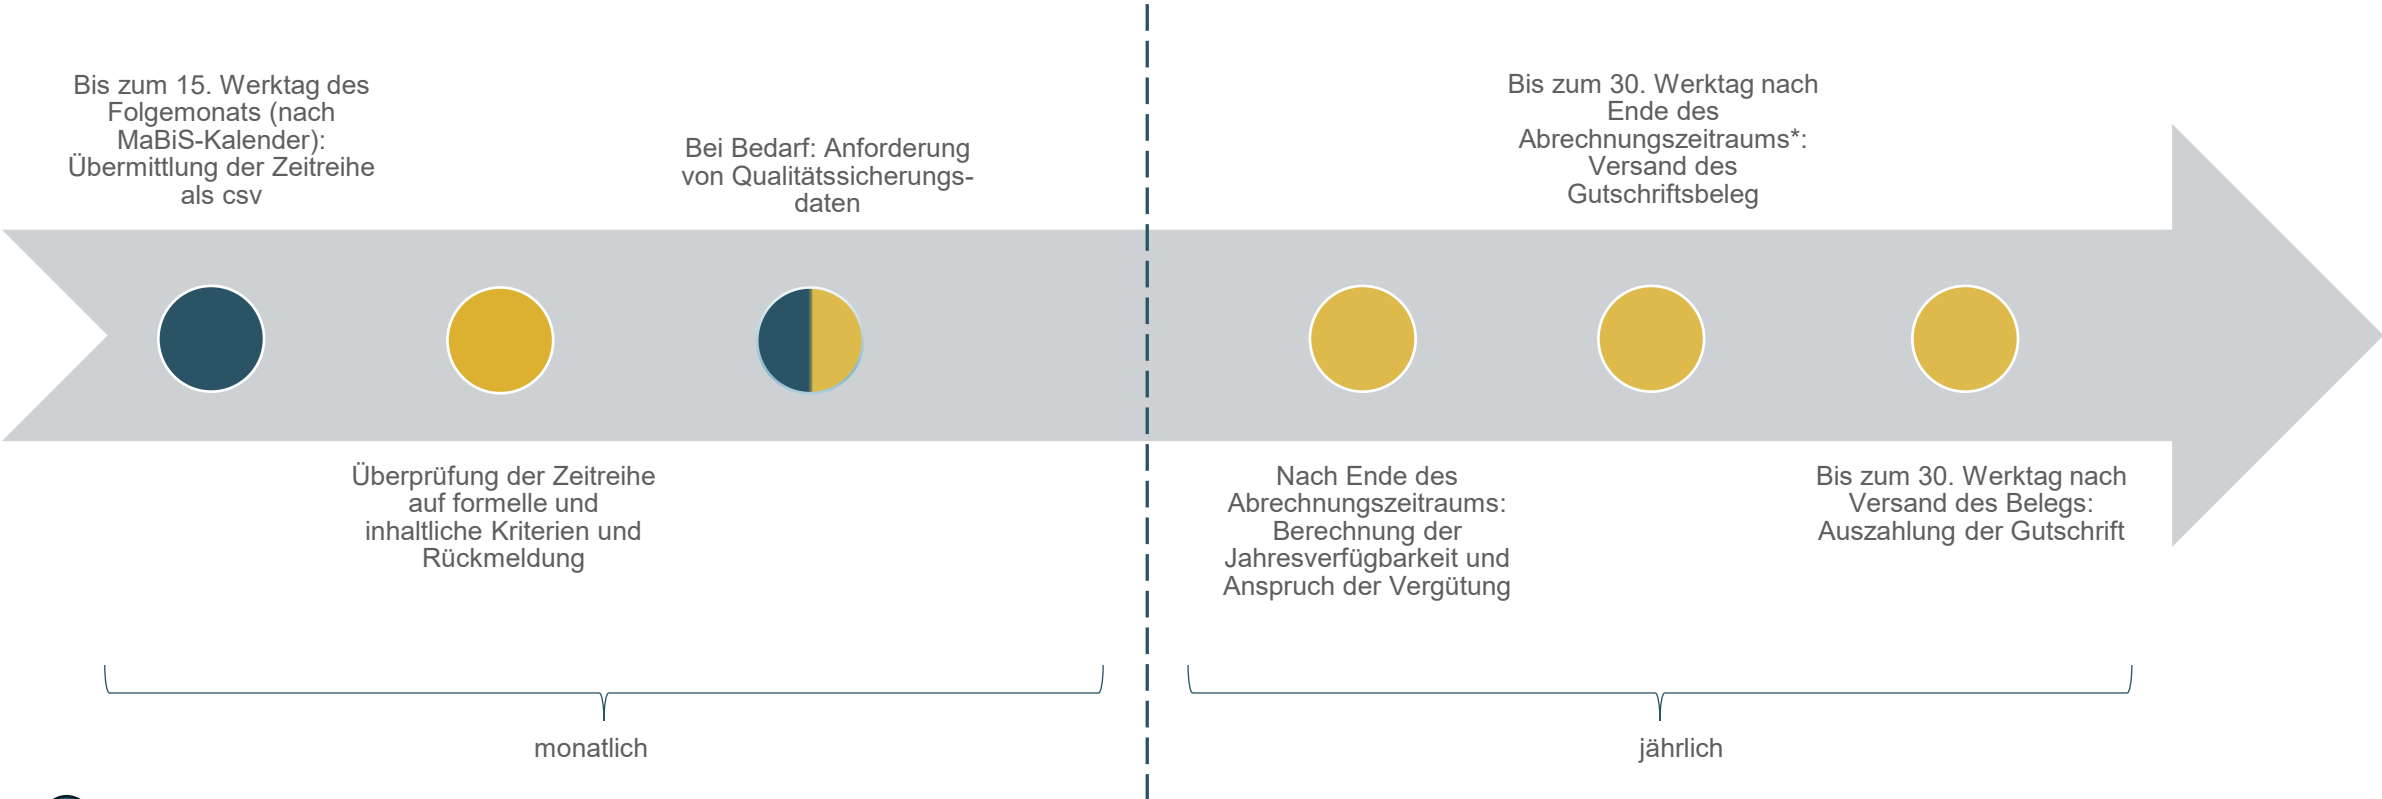 Bis zum 15. Werktag des
Folgemonats (nach
MaBiS-Kalender):
Übermittlung der Zeitreihe
als csv
Überprüfung der Zeitreihe
auf formelle und
inhaltliche Kriterien und
Rückmeldung
Bei Bedarf: Anforderung
von Qualitätssicherungs-
daten
Nach Ende des
Abrechnungszeitraums:
Berechnung der
Jahresverfügbarkeit und
Anspruch der Vergütung
Bis zum 30. Werktag nach
Ende des
Abrechnungszeitraums*:
Versand des
Gutschriftsbeleg
Bis zum 30. Werktag nach
Versand des Belegs:
Auszahlung der Gutschrift
monatlich
jährlich